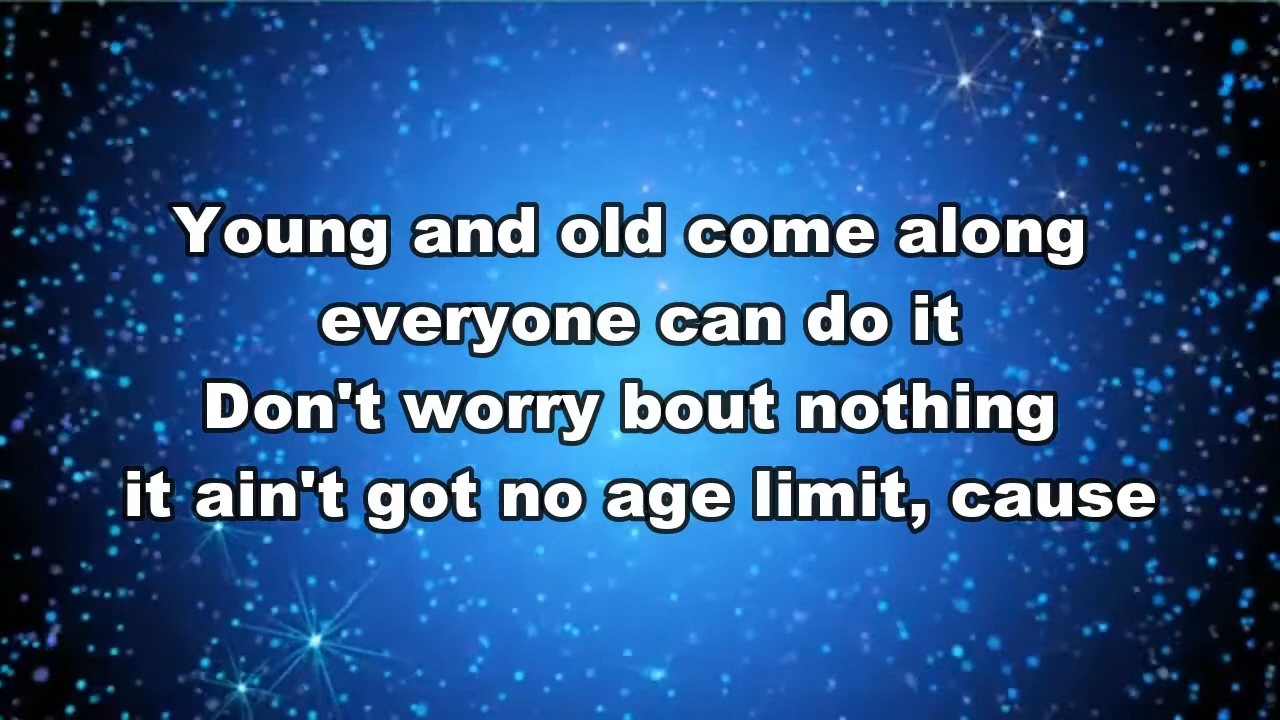 Young and old come along
everyone can do it
Don't worry bout nothing
it ain't got no age limit, cause